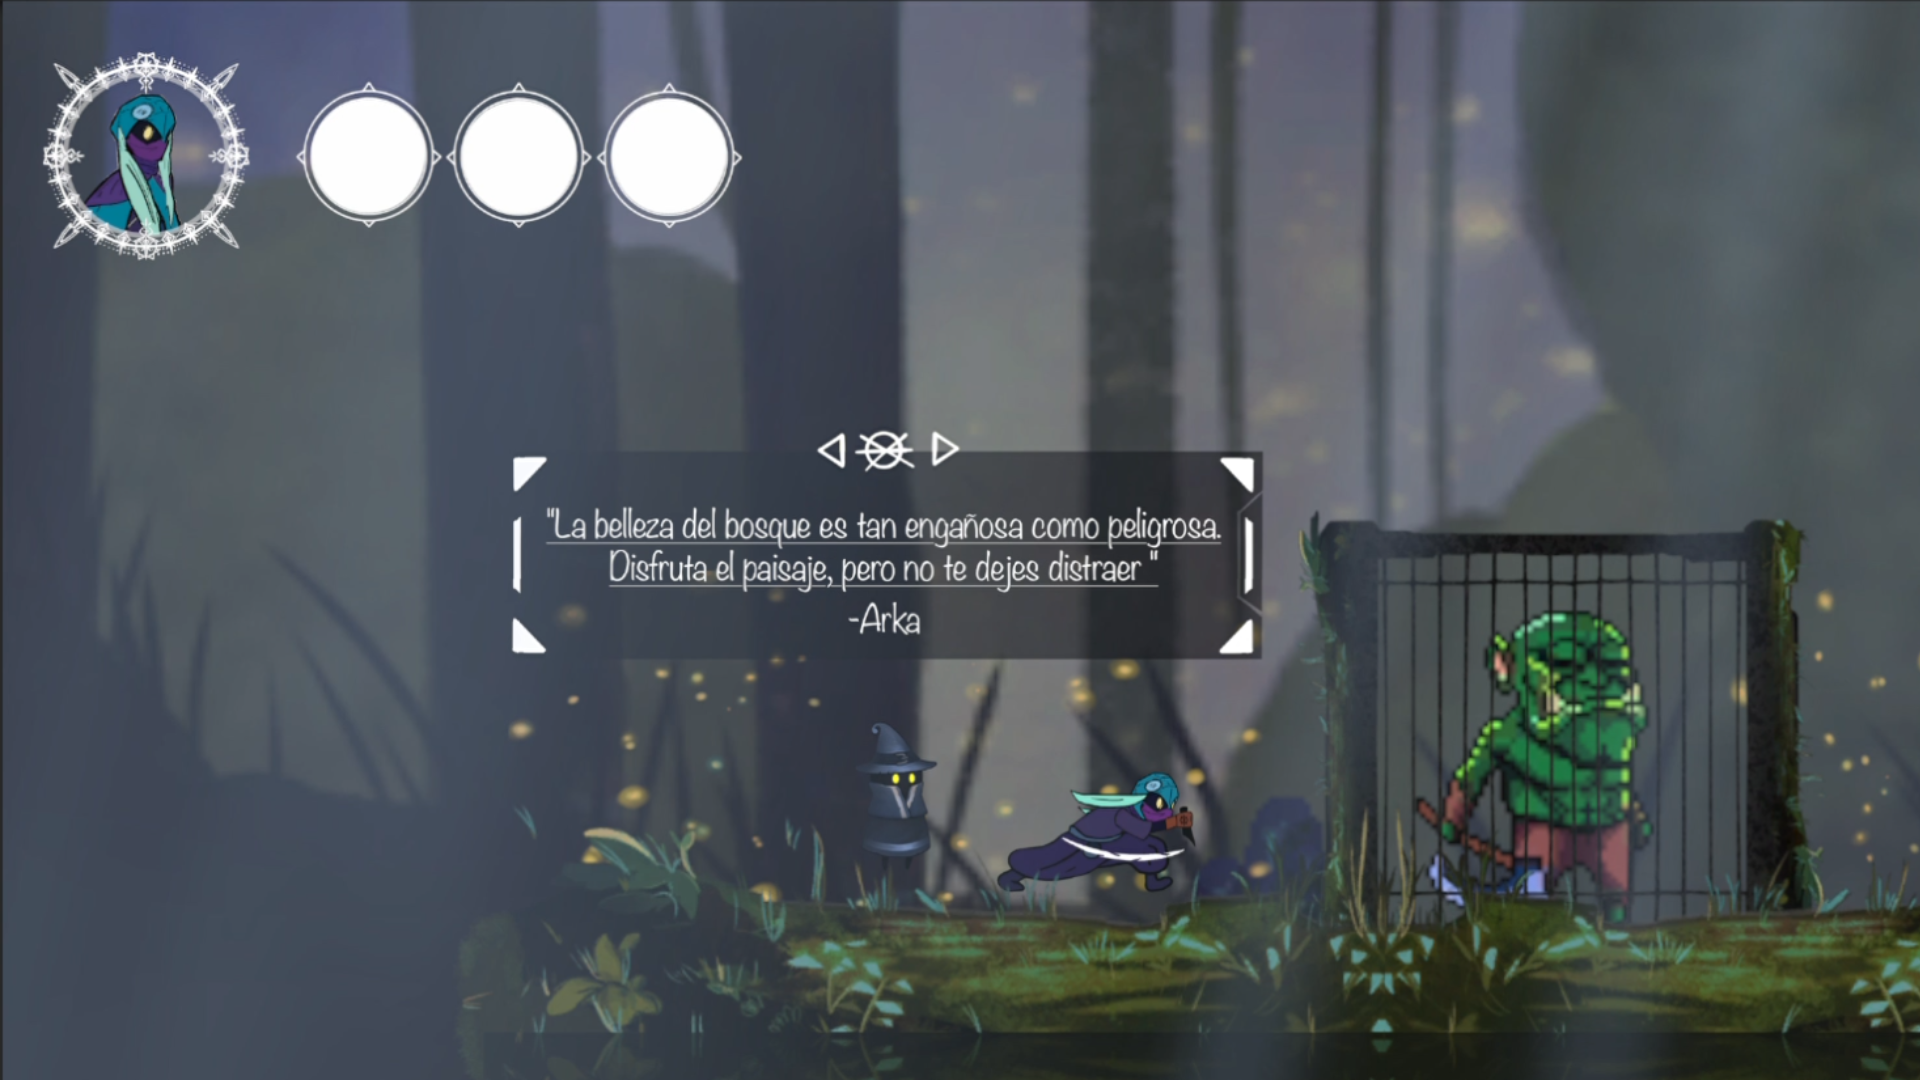 "La belleza del bosque es tan engañosa como peligrosa.
Disfruta el paisaje, pero no te dejes distraer "
-Arka